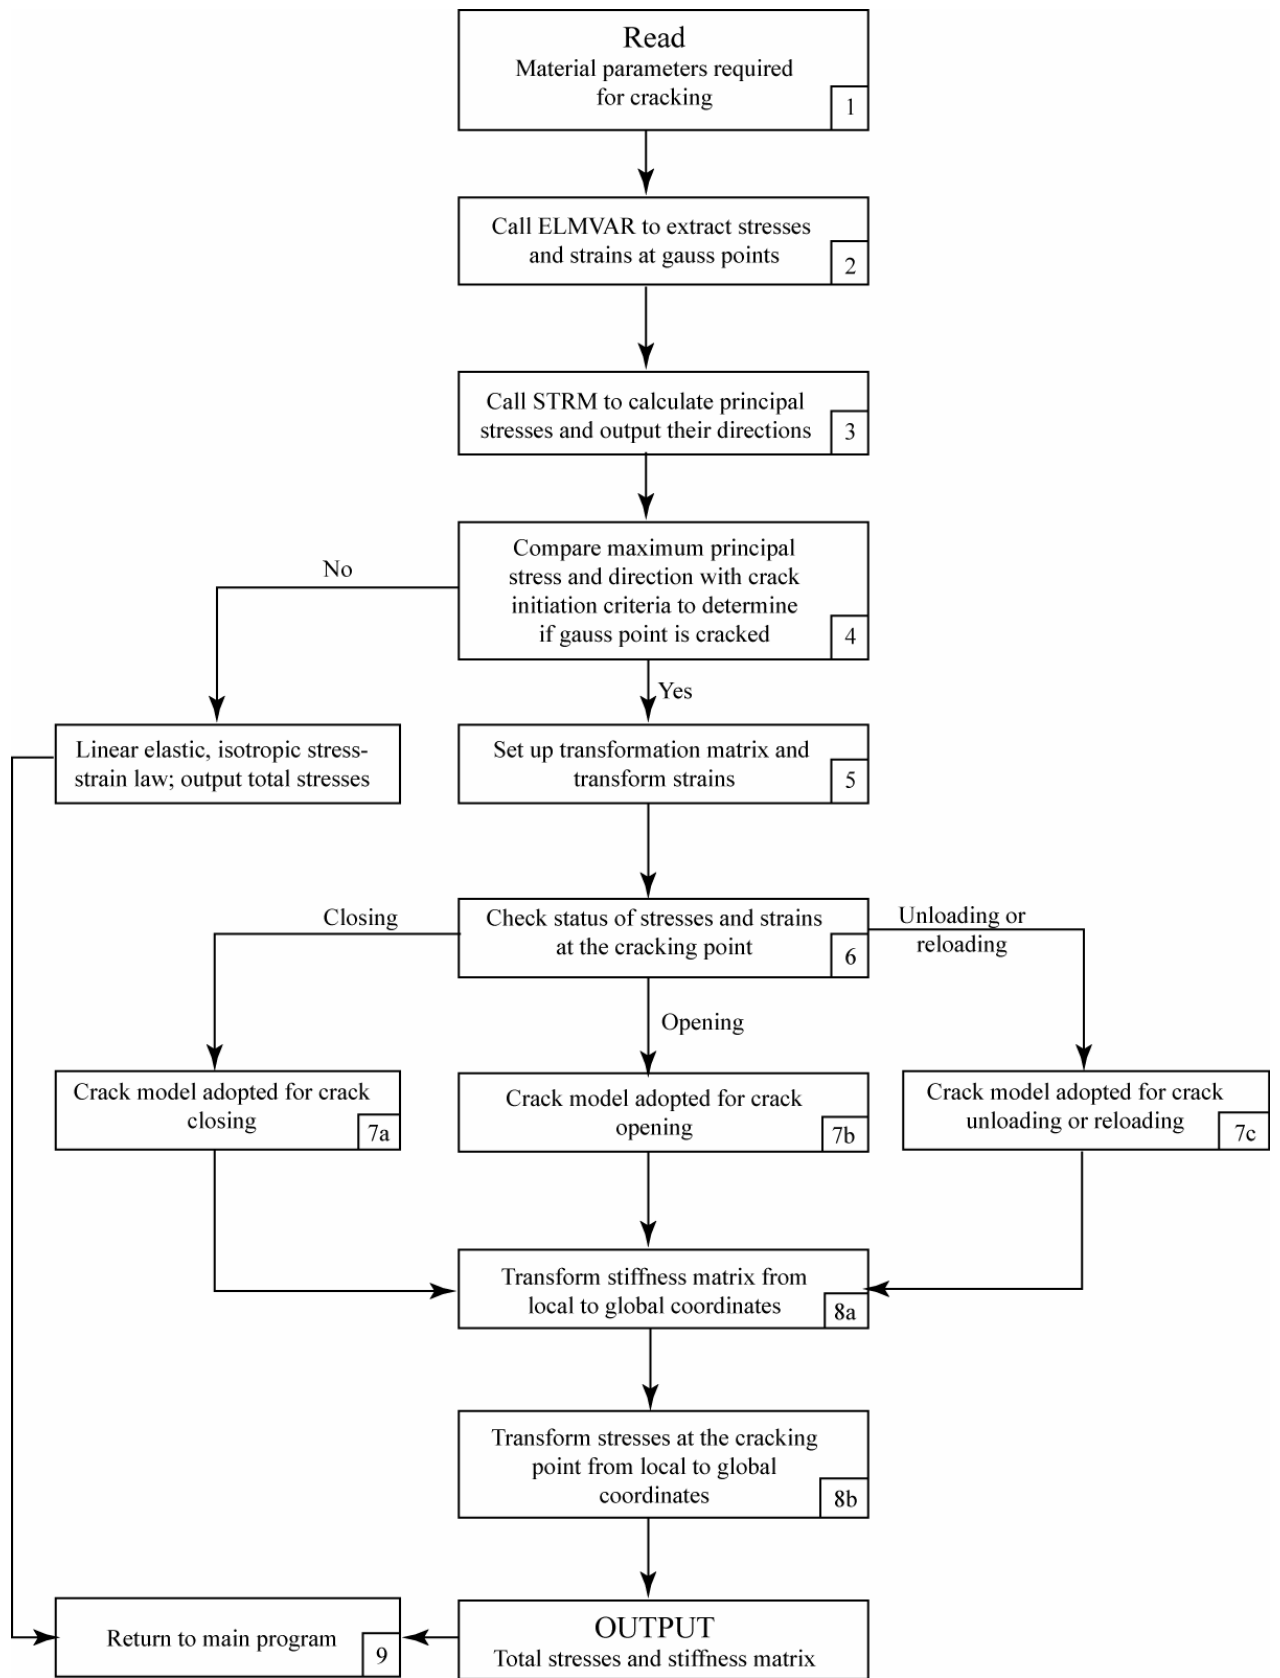 Read
Material parameters required
for cracking
1
Call ELMVAR to extract stresses
and strains at gauss points
2
Call STRM to calculate principal
stresses and output their directions
3
Compare maximum principal
stress and direction with crack
initiation criteria to determine
if gauss point is cracked
4
No
Yes
Linear elastic, isotropic stress-
strain law; output total stresses
Set up transformation matrix and
transform strains
5
Closing
Check status of stresses and strains
at the cracking point
6
Unloading or
reloading
Opening
Crack model adopted for crack
closing
7a
Crack model adopted for crack
opening
7b
Crack model adopted for crack
unloading or reloading
7c
Transform stiffness matrix from
local to global coordinates
8a
Transform stresses at the cracking
point from local to global
coordinates
8b
Return to main program
9
OUTPUT
Total stresses and stiffness matrix